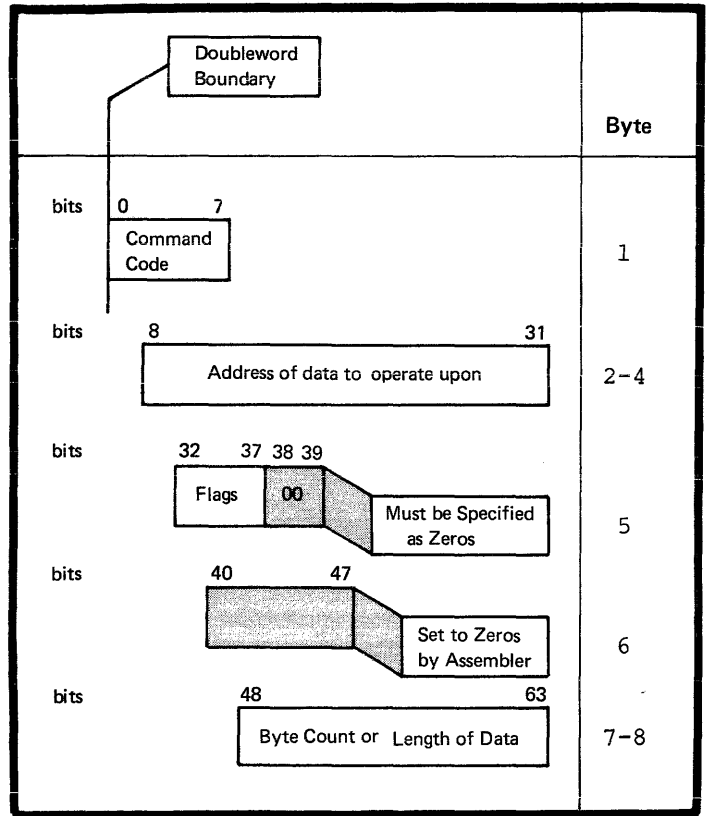 Doubleword
Boundary
Byte
bits 0 7
Command
Code
1
bits 8 31
Address of data to operate upon
2-4
bits 32 37 38 39
Flags 00
Must be Specified
as Zeros
5
bits 40 47
Set to Zeros
by Assembler
6
bits 48 63
Byte Count or Length of Data
7-8